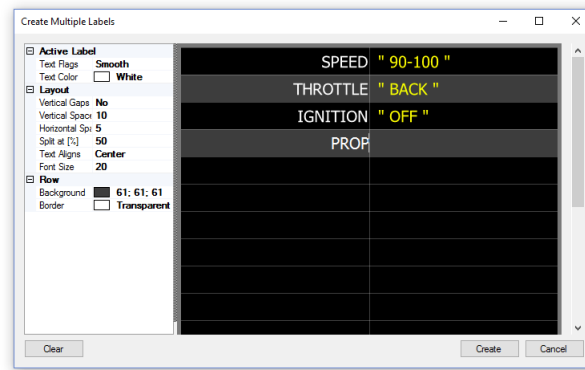 Create Multiple Labels
Active Label
Text Flags Smooth
Text Color White
Layout
Vertical Gaps No
Vertical Space 10
Horizontal Spa 5
Split at [%] 50
Text Aligns Center
Font Size 20
Row
Background 61; 61; 61
Border Transparent
SPEED " 90-100 "
THROTTLE " BACK "
IGNITION " OFF "
PROP
Clear
Create
Cancel